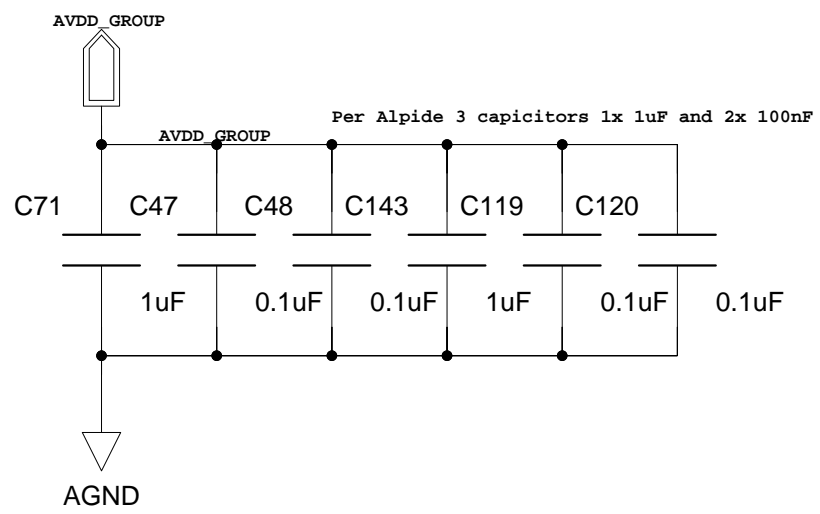 AVDD_GROUP
Per Alpide 3 capicitors 1x 1uF and 2x 100nF
AVDD_GROUP
C71 C47 C48 C143 C119 C120
1uF 0.1uF 0.1uF 1uF 0.1uF 0.1uF
AGND